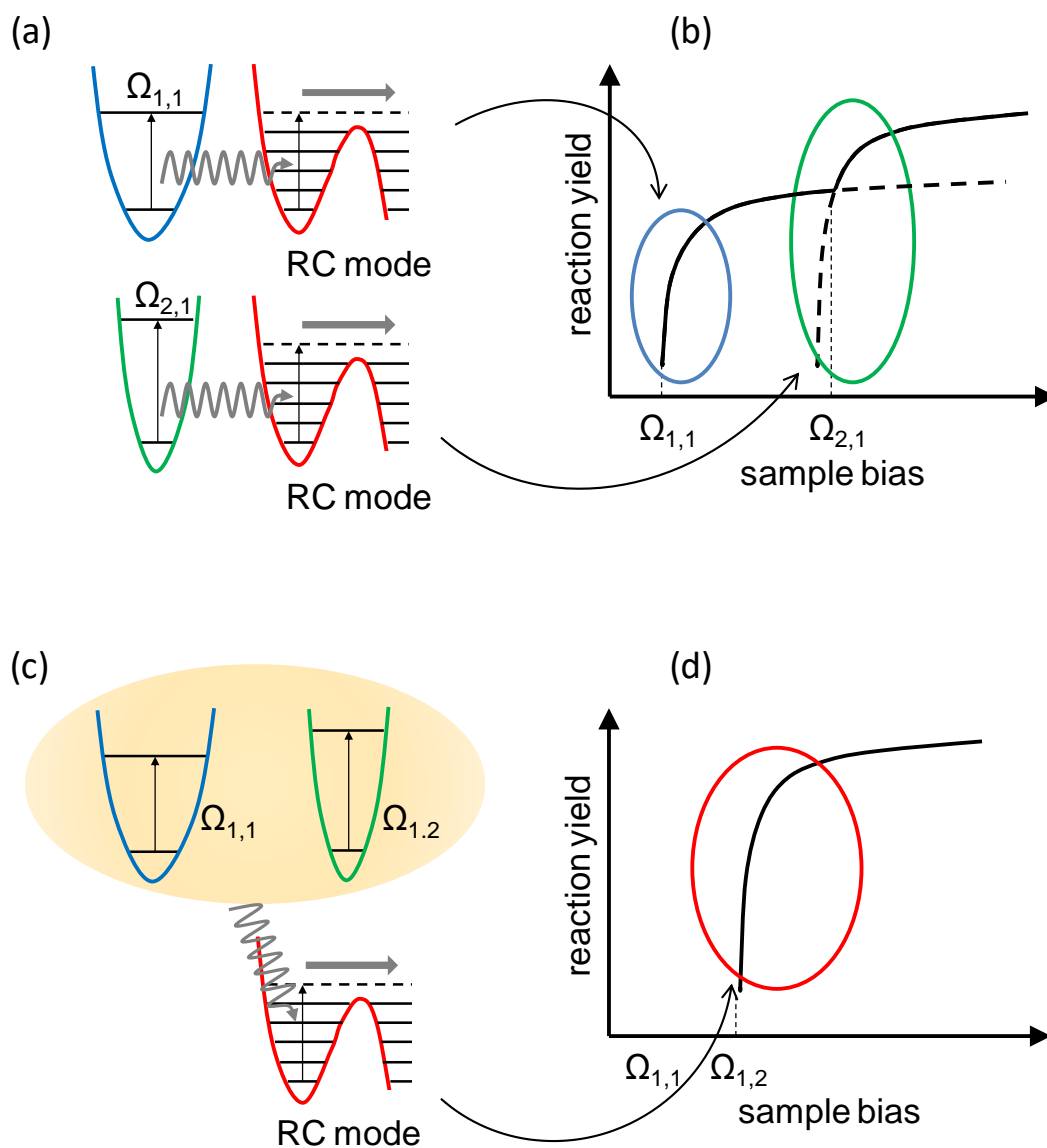 (a)
Ω1,1
RC mode
Ω2,1
RC mode
(b)
reaction yield
Ω1,1
Ω2,1
sample bias
(c)
Ω1,1
Ω1.2
RC mode
(d)
reaction yield
Ω1,1
Ω1,2
sample bias